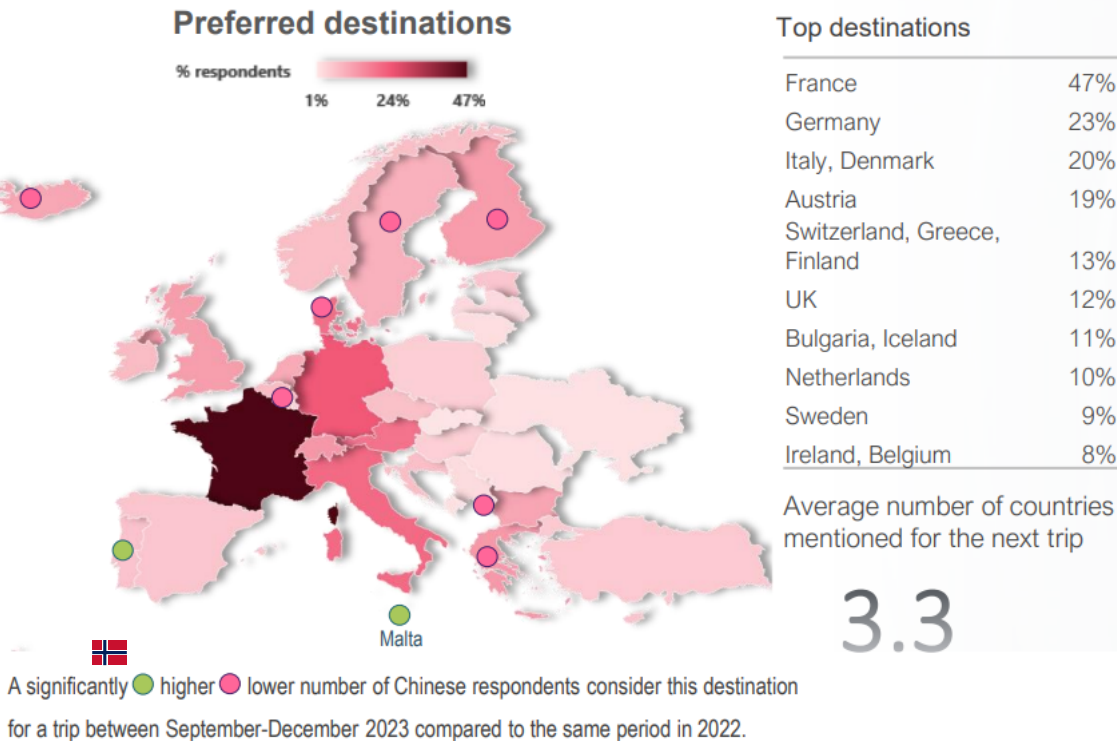 Preferred destinations
% respondents
1% 24% 47%
Malta
Top destinations
France 47%
Germany 23%
Italy, Denmark 20%
Austria 19%
Switzerland, Greece,
Finland 13%
UK 12%
Bulgaria, Iceland 11%
Netherlands 10%
Sweden 9%
Ireland, Belgium 8%
Average number of countries
mentioned for the next trip
3.3
A significantly higher lower number of Chinese respondents consider this destination
for a trip between September-December 2023 compared to the same period in 2022.